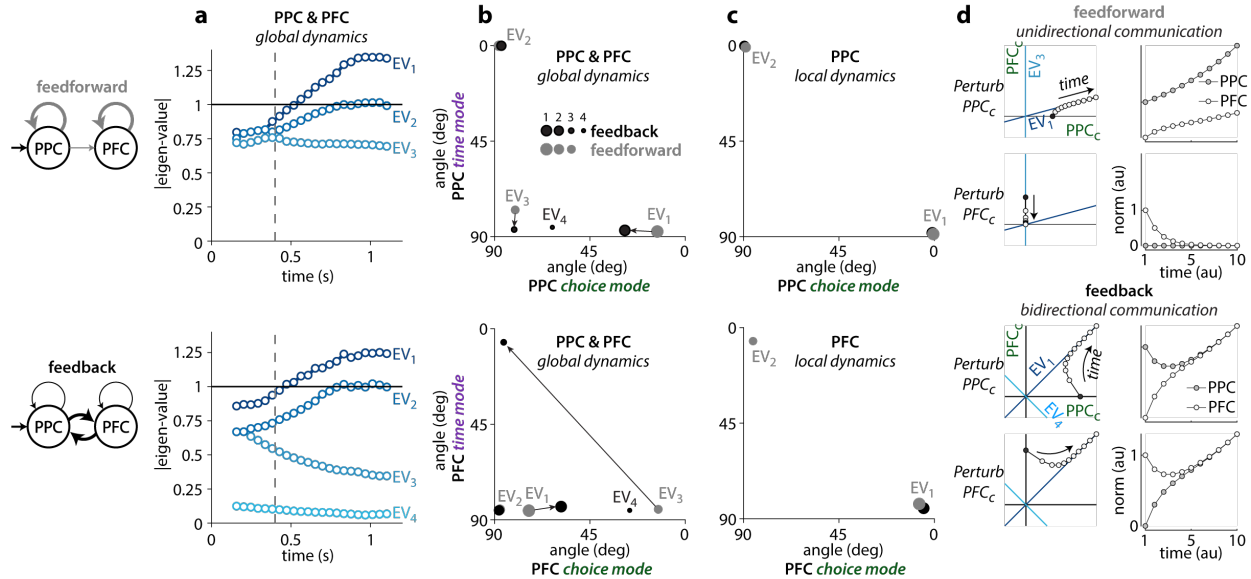 a
PPC & PFC
global dynamics
feedforward
PPC
PFC
|eigen-value|
1.25
1
0.75
0.5
0.25
0
EV1
EV2
EV3
0.5
1
time (s)
feedback
PPC
PFC
|eigen-value|
1.25
1
0.75
0.5
0.25
0
EV1
EV2
EV3
EV4
0
0.5
1
time (s)
b
EV2
PPC & PFC
global dynamics
1 2 3 4
feedback
feedforward
angle (deg)
PPC time mode
0
45
90
EV3
EV4
EV1
90
45
0
angle (deg)
PPC choice mode
PPC & PFC
global dynamics
angle (deg)
PFC time mode
0
45
90
EV2
EV1
EV4
EV3
90
45
0
angle (deg)
PFC choice mode
c
EV2
PPC
local dynamics
0
45
90
EV1
90
45
0
angle (deg)
PPC choice mode
PFC
local dynamics
EV2
0
45
90
EV1
90
45
0
angle (deg)
PFC choice mode
d
feedforward
unidirectional communication
Perturb
PPCc
PFCc
EV3
time
EV1
PPCc
PPC
PFC
Perturb
PFCc
norm (au)
1
0
1
5
10
time (au)
feedback
bidirectional communication
Perturb
PPCc
PFCc
EV1
time
EV4
PPCc
PPC
PFC
Perturb
PFCc
norm (au)
1
0
1
5
10
time (au)